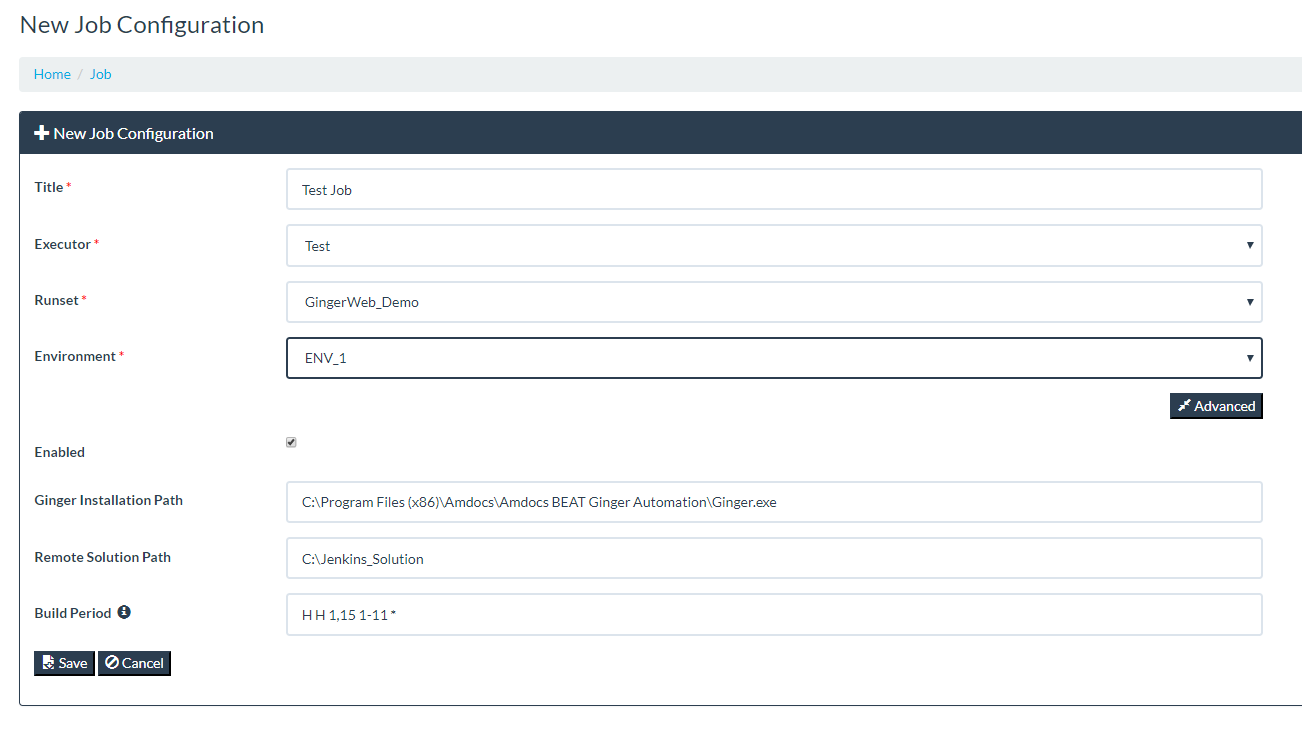 New Job Configuration
Home / Job
New Job Configuration
Title *
Test Job
Executor *
Test
Runset *
GingerWeb_Demo
Environment *
ENV_1
Advanced
Enabled
Ginger Installation Path
C:\Program Files (x86)\Amdocs\Amdocs BEAT Ginger Automation\Ginger.exe
Remote Solution Path
C:\Jenkins_Solution
Build Period
H H 1,15 1-11 *
Save Cancel